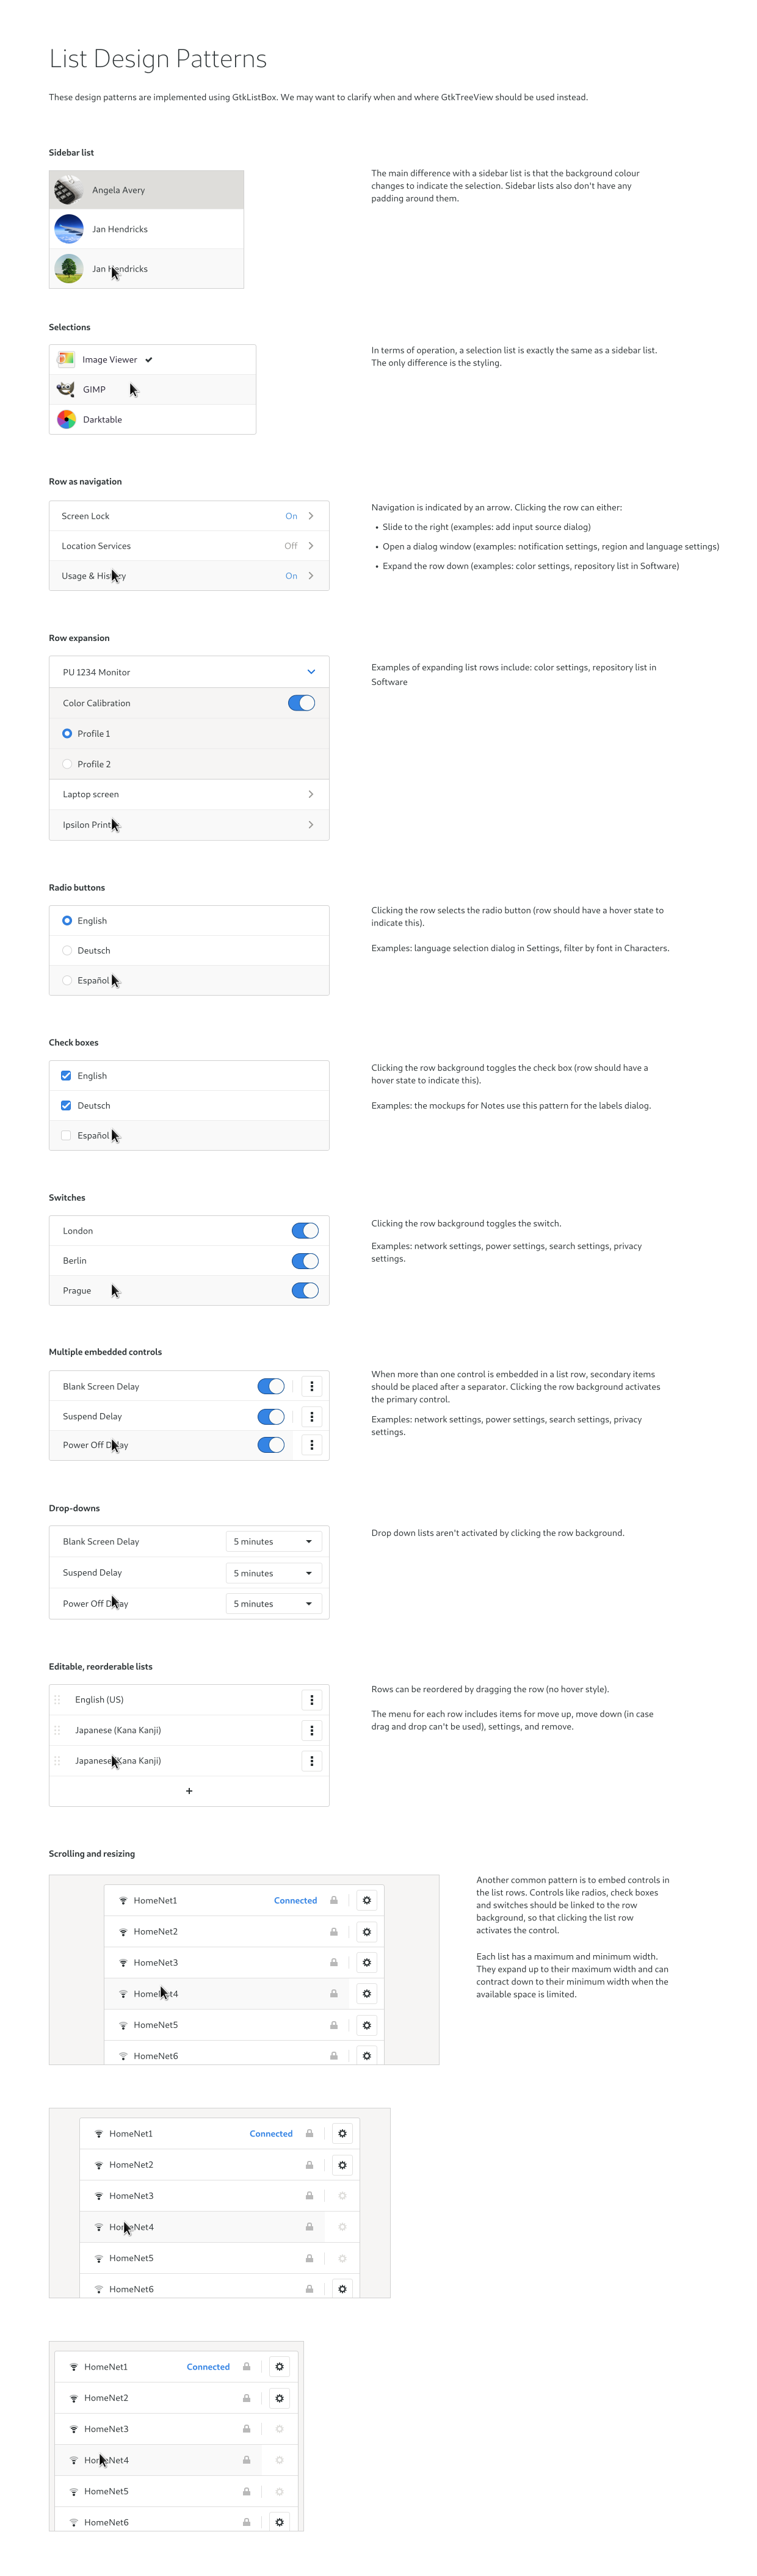 List Design Patterns
These design patterns are implemented using GtkListBox. We may want to clarify when and where GtkTreeView should be used instead.
Sidebar list
Angela Avery
Jan Hendricks
Jan Hendricks
The main difference with a sidebar list is that the background colour
changes to indicate the selection. Sidebar lists also don't have any
padding around them.
Selections
Image Viewer
GIMP
Darktable
In terms of operation, a selection list is exactly the same as a sidebar list.
The only difference is the styling.
Row as navigation
Screen Lock On
Location Services Off
Usage & History On
Navigation is indicated by an arrow. Clicking the row can either:
• Slide to the right (examples: add input source dialog)
• Open a dialog window (examples: notification settings, region and language settings)
• Expand the row down (examples: color settings, repository list in Software)
Row expansion
PU 1234 Monitor
Color Calibration
Profile 1
Profile 2
Laptop screen
Ipsilon Printer
Examples of expanding list rows include: color settings, repository list in
Software
Radio buttons
English
Deutsch
Español
Clicking the row selects the radio button (row should have a hover state to
indicate this).
Examples: language selection dialog in Settings, filter by font in Characters.
Check boxes
English
Deutsch
Español
Clicking the row background toggles the check box (row should have a
hover state to indicate this).
Examples: the mockups for Notes use this pattern for the labels dialog.
Switches
London
Berlin
Prague
Clicking the row background toggles the switch.
Examples: network settings, power settings, search settings, privacy
settings.
Multiple embedded controls
Blank Screen Delay
Suspend Delay
Power Off Delay
When more than one control is embedded in a list row, secondary items
should be placed after a separator. Clicking the row background activates
the primary control.
Examples: network settings, power settings, search settings, privacy
settings.
Drop-downs
Blank Screen Delay 5 minutes
Suspend Delay 5 minutes
Power Off Delay 5 minutes
Drop down lists aren't activated by clicking the row background.
Editable, reorderable lists
English (US)
Japanese (Kana Kanji)
Japanese (Kana Kanji)
+
Rows can be reordered by dragging the row (no hover style).
The menu for each row includes items for move up, move down (in case
drag and drop can't be used), settings, and remove.
Scrolling and resizing
HomeNet1 Connected
HomeNet2
HomeNet3
HomeNet4
HomeNet5
HomeNet6
Another common pattern is to embed controls in
the list rows. Controls like radios, check boxes
and switches should be linked to the row
background, so that clicking the list row
activates the control.
Each list has a maximum and minimum width.
They expand up to their maximum width and can
contract down to their minimum width when the
available space is limited.
HomeNet1 Connected
HomeNet2
HomeNet3
HomeNet4
HomeNet5
HomeNet6
HomeNet1 Connected
HomeNet2
HomeNet3
HomeNet4
HomeNet5
HomeNet6